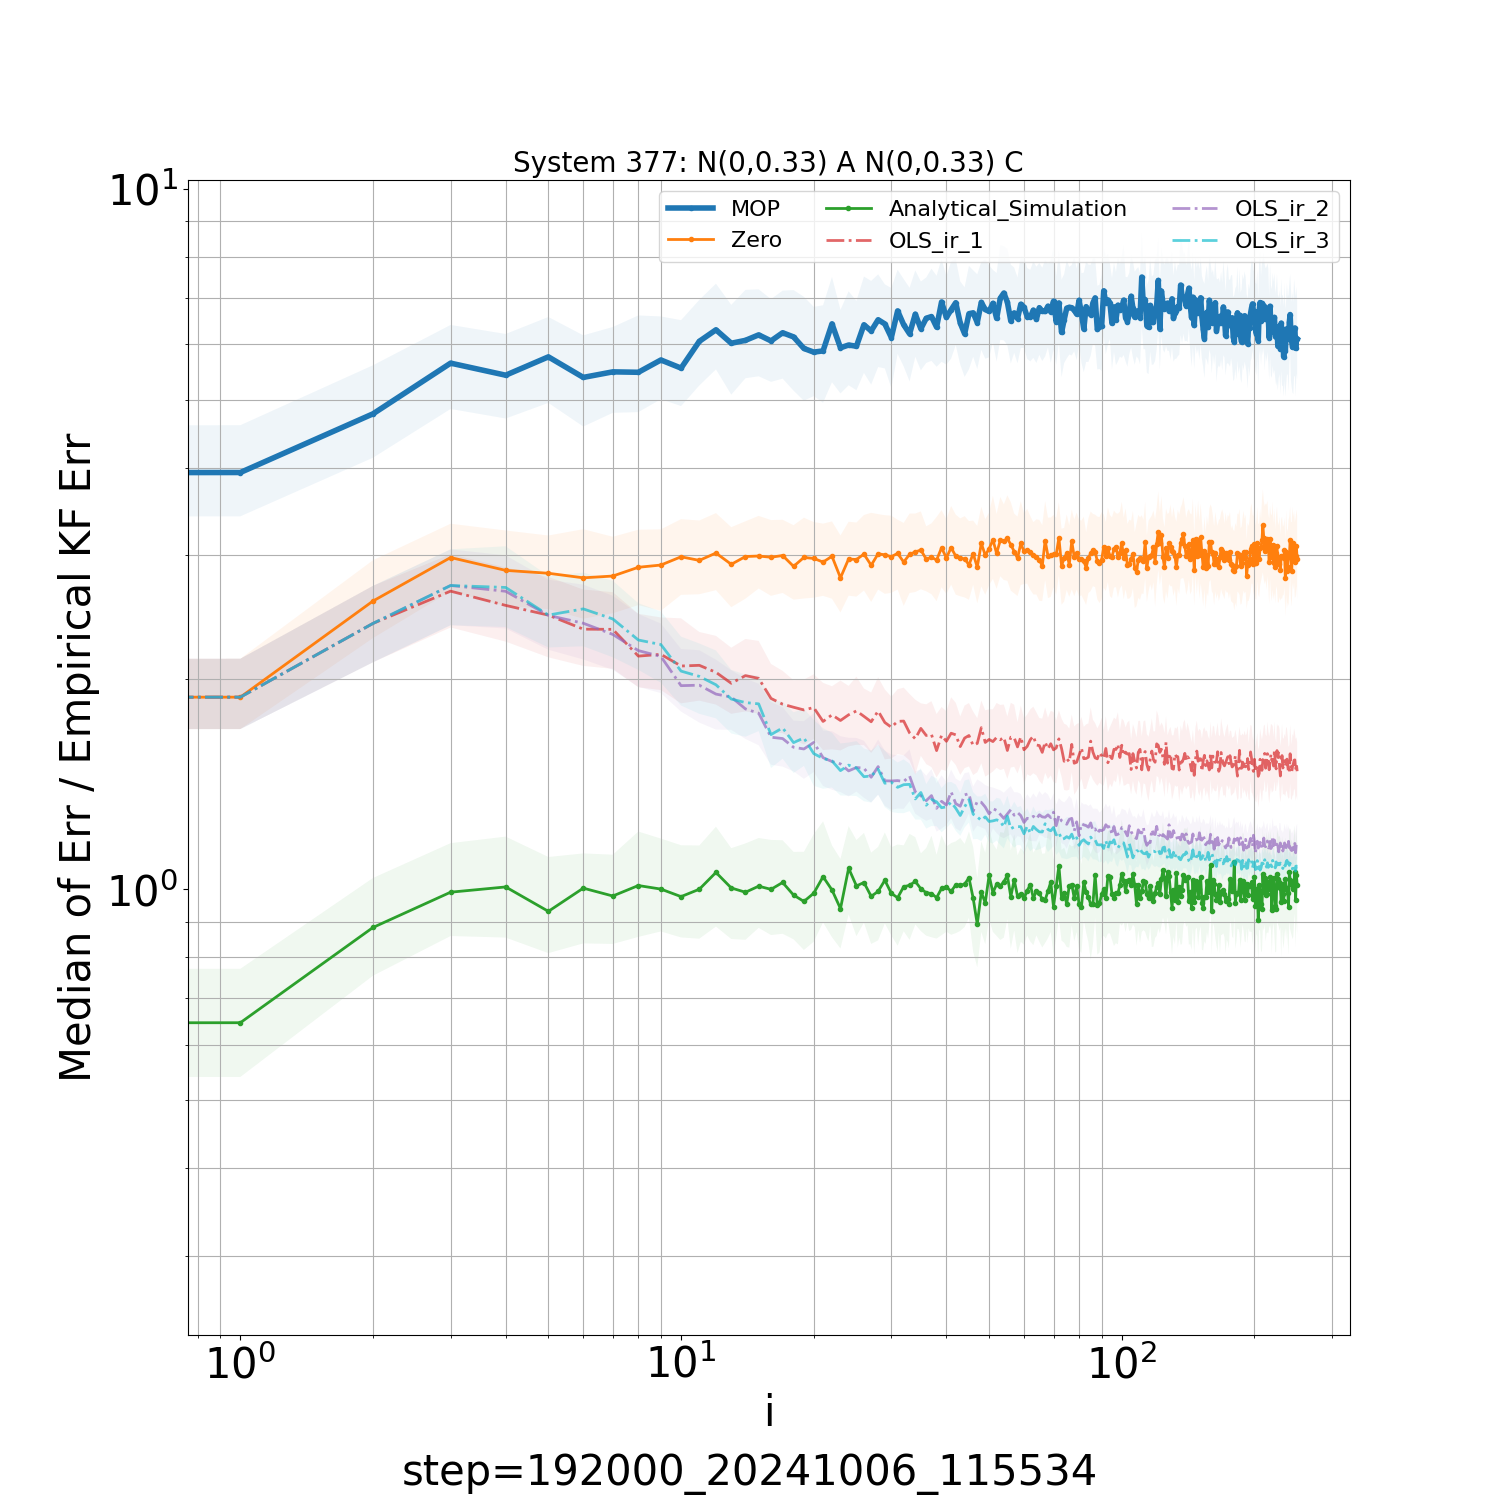 System 377: N(0,0.33) A N(0,0.33) C
MOP
Zero
Analytical_Simulation
OLS_ir_1
OLS_ir_2
OLS_ir_3
Median of Err / Empirical KF Err
10¹
10⁰
10⁰
10¹
10²
i
step=192000_20241006_115534